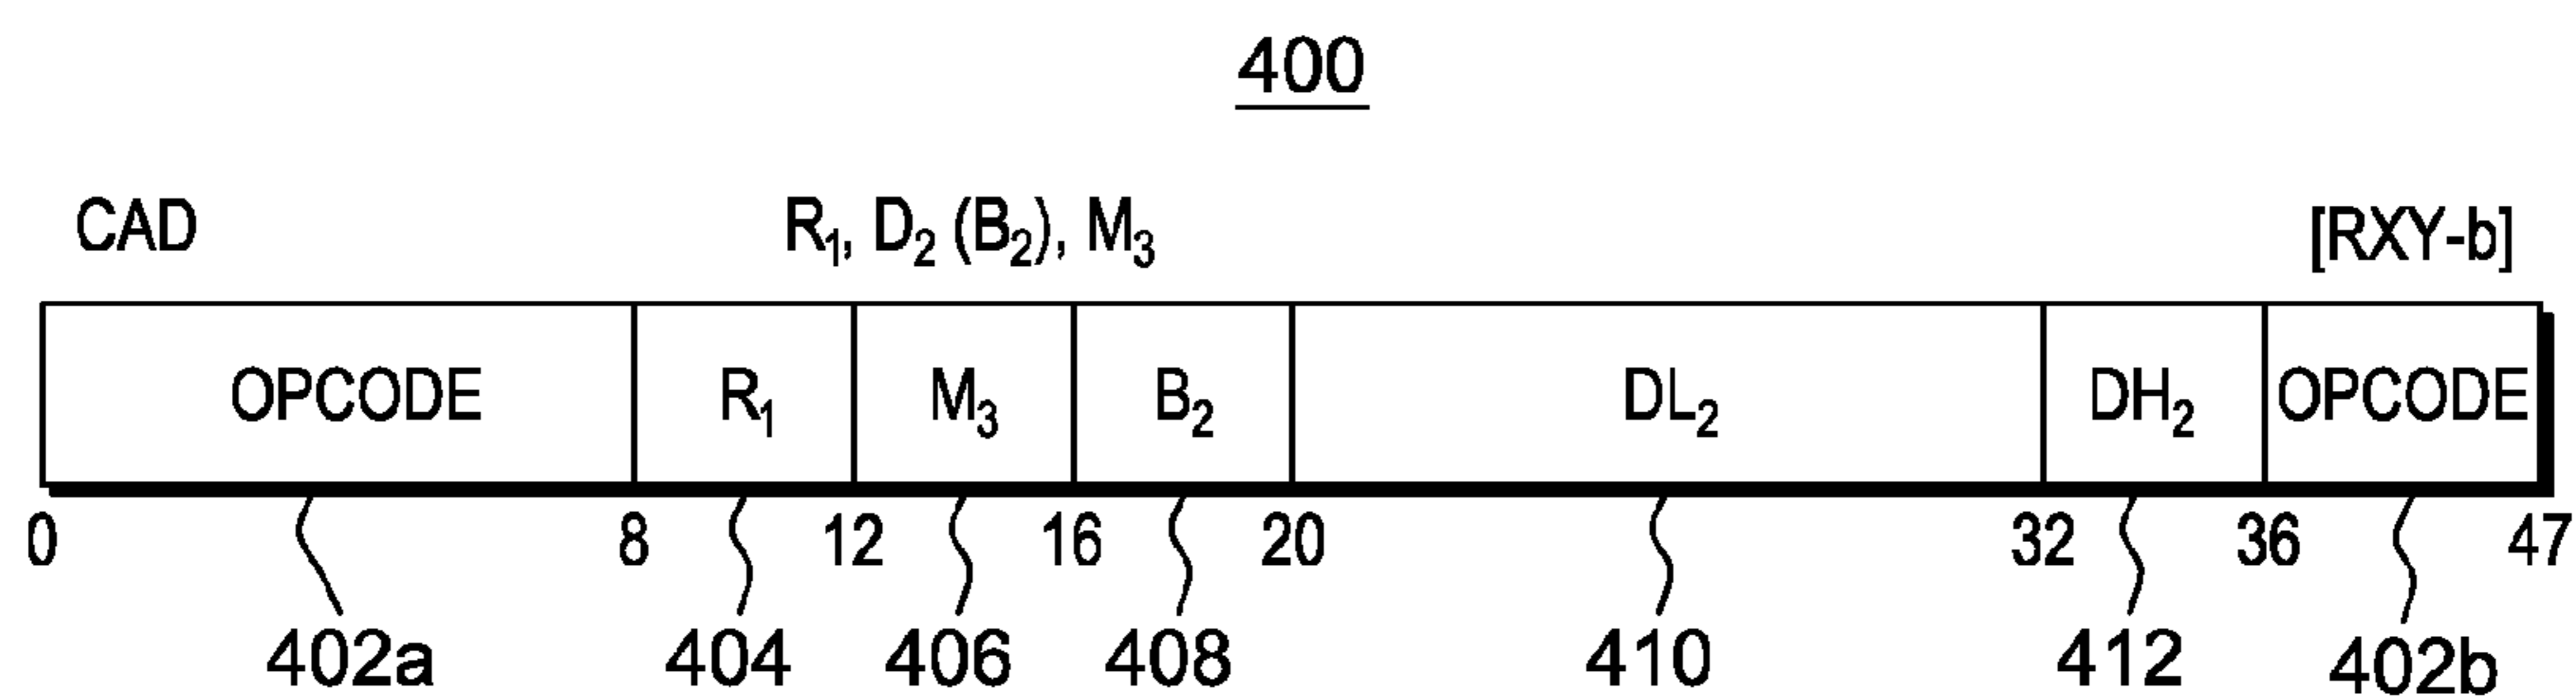 400
CAD R₁, D₂ (B₂), M₃ [RXY-b]
OPCODE R₁ M₃ B₂ DL₂ DH₂ OPCODE
0 8 12 16 20 32 36 47
402a 404 406 408 410 412 402b